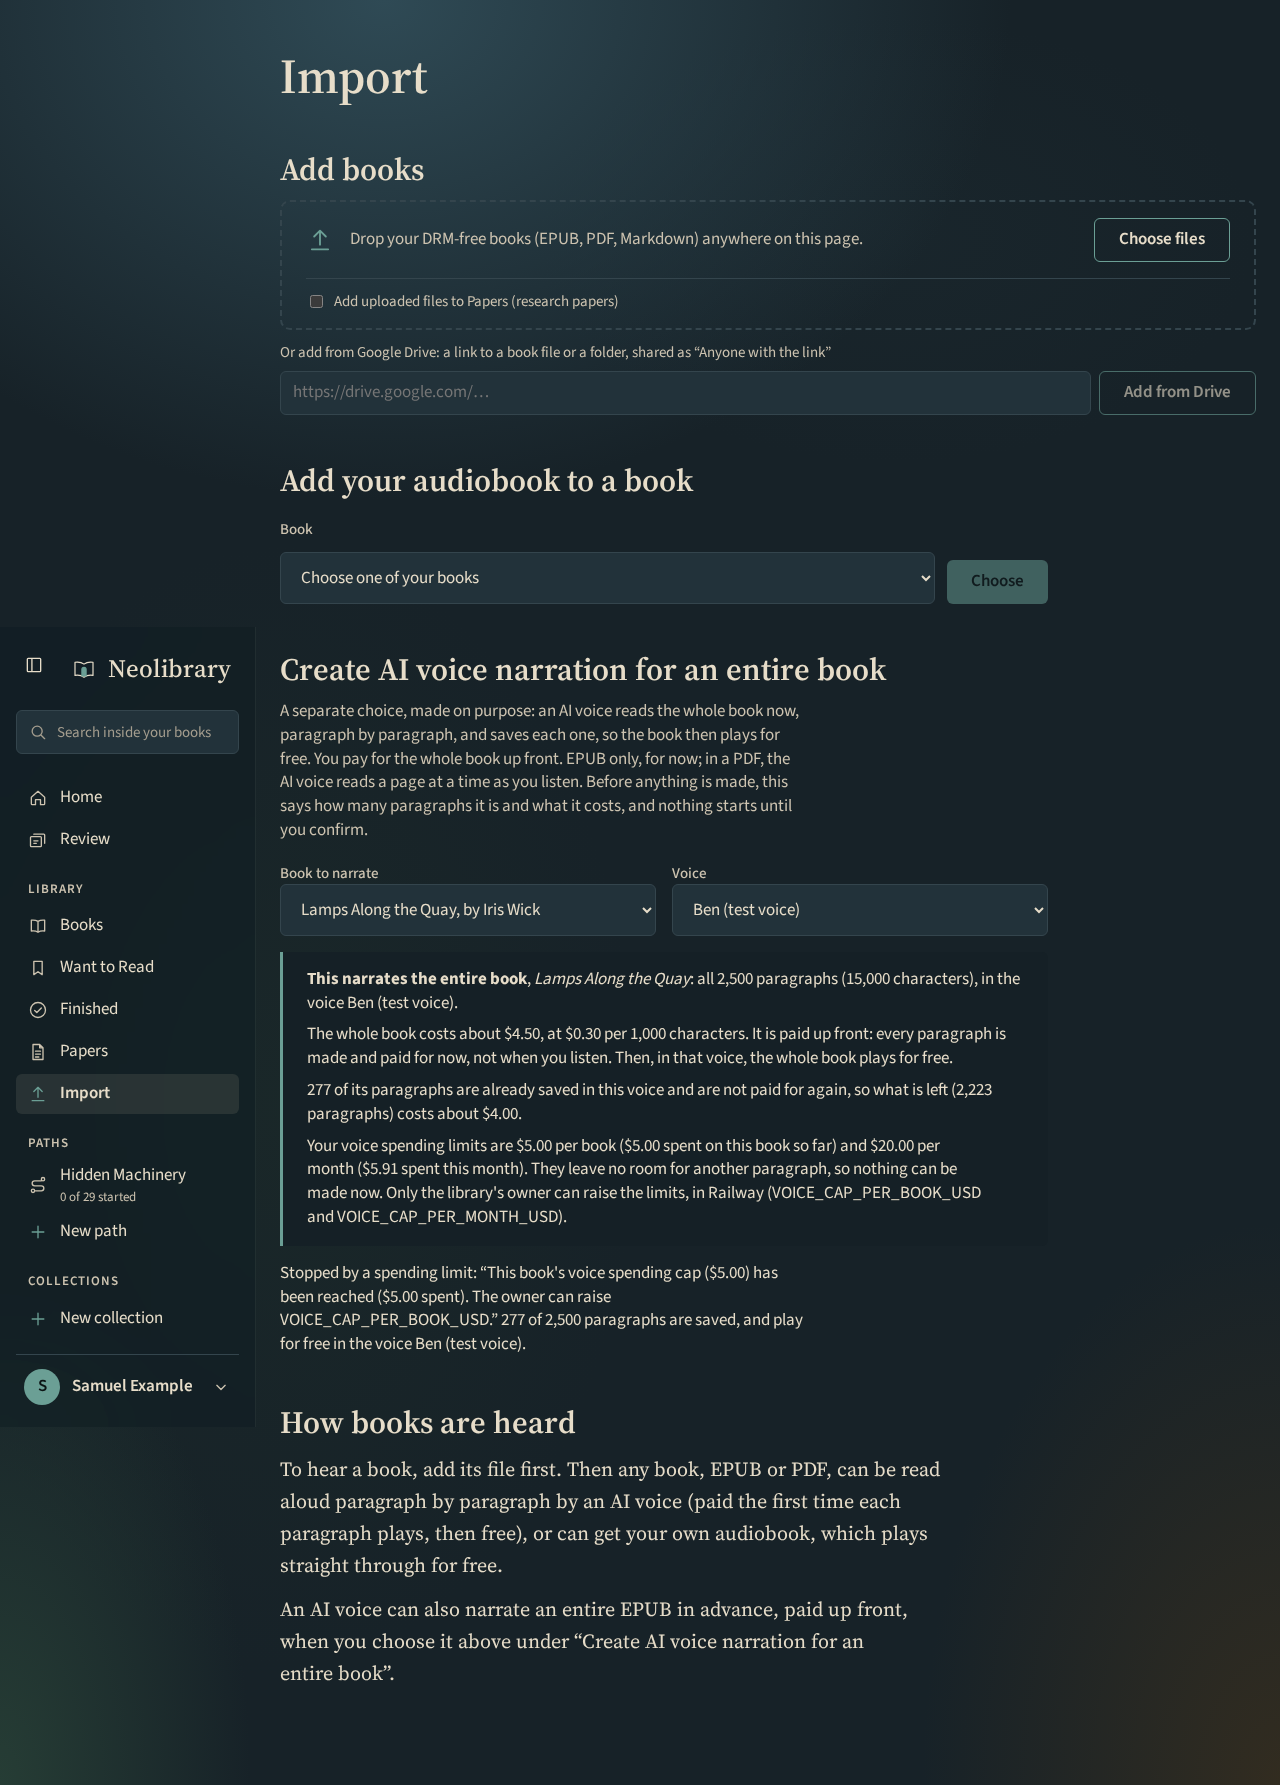 Import
Add books
Drop your DRM-free books (EPUB, PDF, Markdown) anywhere on this page.
Choose files
Add uploaded files to Papers (research papers)
Or add from Google Drive: a link to a book file or a folder, shared as “Anyone with the link”
https://drive.google.com/…
Add from Drive
Add your audiobook to a book
Book
Choose one of your books
Choose
Neolibrary
Search inside your books
Home
Review
LIBRARY
Books
Want to Read
Finished
Papers
Import
PATHS
Hidden Machinery
0 of 29 started
New path
COLLECTIONS
New collection
S
Samuel Example
Create AI voice narration for an entire book
A separate choice, made on purpose: an AI voice reads the whole book now,
paragraph by paragraph, and saves each one, so the book then plays for
free. You pay for the whole book up front. EPUB only, for now; in a PDF, the
AI voice reads a page at a time as you listen. Before anything is made, this
says how many paragraphs it is and what it costs, and nothing starts until
you confirm.
Book to narrate
Lamps Along the Quay, by Iris Wick
Voice
Ben (test voice)
This narrates the entire book, Lamps Along the Quay: all 2,500 paragraphs (15,000 characters), in the
voice Ben (test voice).
The whole book costs about $4.50, at $0.30 per 1,000 characters. It is paid up front: every paragraph is
made and paid for now, not when you listen. Then, in that voice, the whole book plays for free.
277 of its paragraphs are already saved in this voice and are not paid for again, so what is left (2,223
paragraphs) costs about $4.00.
Your voice spending limits are $5.00 per book ($5.00 spent on this book so far) and $20.00 per
month ($5.91 spent this month). They leave no room for another paragraph, so nothing can be
made now. Only the library's owner can raise the limits, in Railway (VOICE_CAP_PER_BOOK_USD
and VOICE_CAP_PER_MONTH_USD).
Stopped by a spending limit: “This book's voice spending cap ($5.00) has
been reached ($5.00 spent). The owner can raise
VOICE_CAP_PER_BOOK_USD.” 277 of 2,500 paragraphs are saved, and play
for free in the voice Ben (test voice).
How books are heard
To hear a book, add its file first. Then any book, EPUB or PDF, can be read
aloud paragraph by paragraph by an AI voice (paid the first time each
paragraph plays, then free), or can get your own audiobook, which plays
straight through for free.
An AI voice can also narrate an entire EPUB in advance, paid up front,
when you choose it above under “Create AI voice narration for an
entire book”.